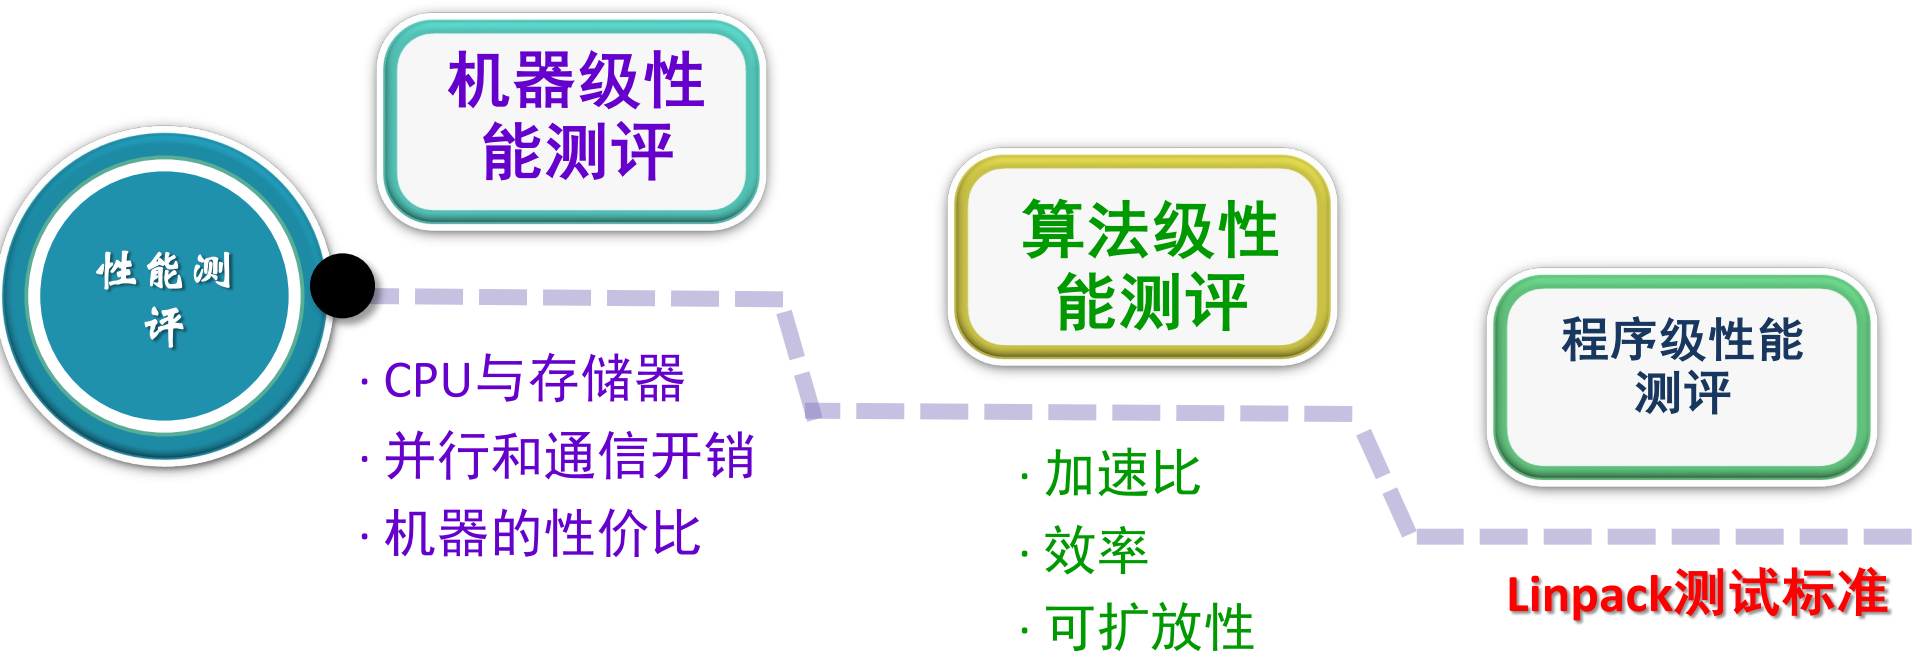 性能测
评
机器级性
能测评
· CPU与存储器
· 并行和通信开销
· 机器的性价比
算法级性
能测评
· 加速比
· 效率
· 可扩放性
程序级性能
测评
Linpack测试标准